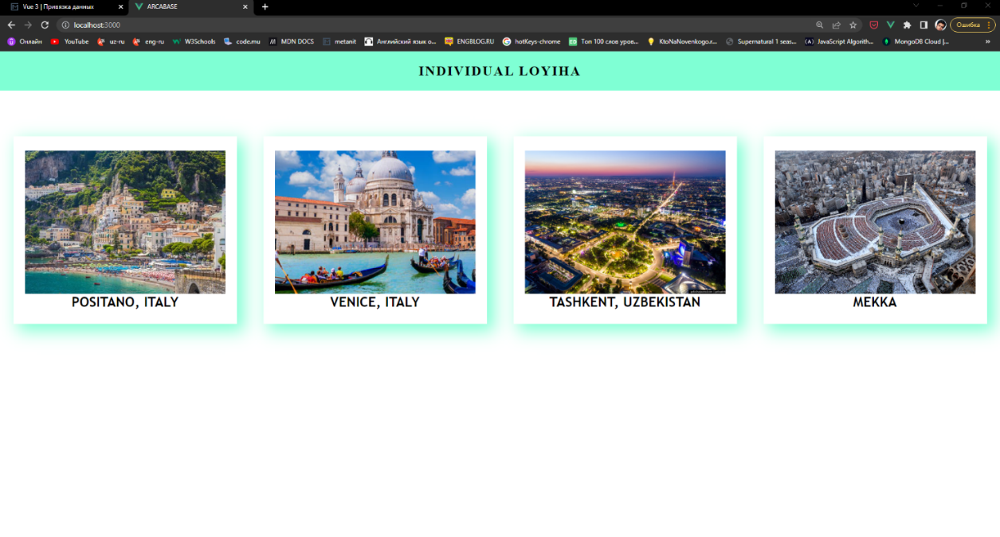 Vue 3 | Привязка данных
ARCABASE
localhost:3000
Ошибка
Онлайн
YouTube
uz-ru
eng-ru
W3Schools
code.mu
MDN DOCS
metanit
Английский язык о...
ENGBLOG.RU
hotKeys-chrome
Топ 100 слов уров...
KtoNaNovenkogo.r...
Supernatural 1 seas...
JavaScript Algorith...
MongoDB Cloud |...
INDIVIDUAL LOYIHA
POSITANO, ITALY
VENICE, ITALY
TASHKENT, UZBEKISTAN
MEKKA